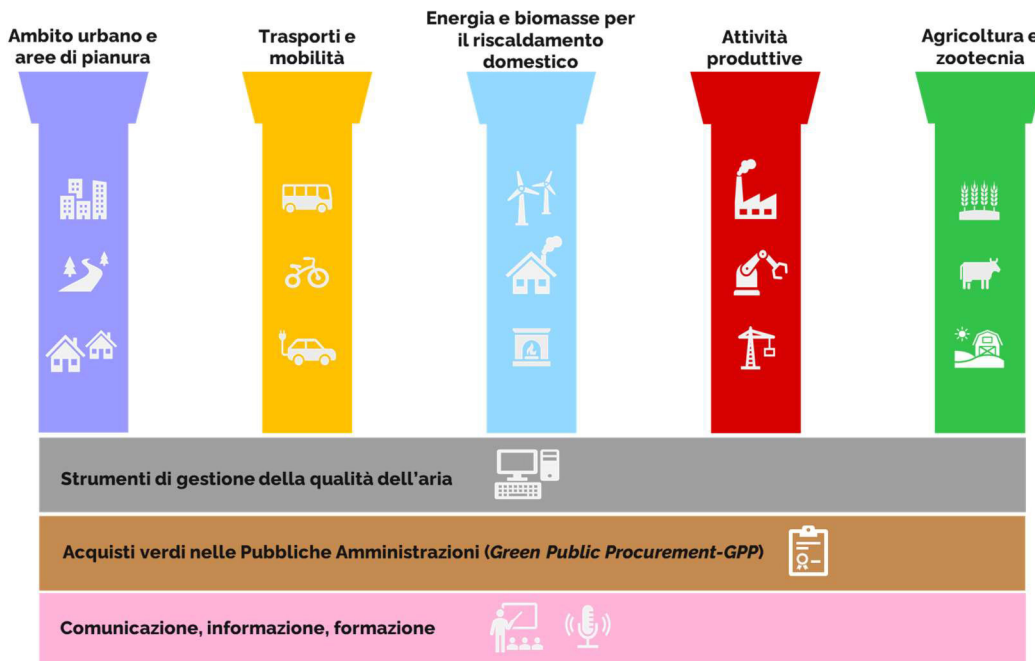 Ambito urbano e
aree di pianura
Trasporti e
mobilità
Energia e biomasse per
il riscaldamento
domestico
Attività
produttive
Agricoltura e
zootecnia
Strumenti di gestione della qualità dell'aria
Acquisti verdi nelle Pubbliche Amministrazioni (Green Public Procurement-GPP)
Comunicazione, informazione, formazione